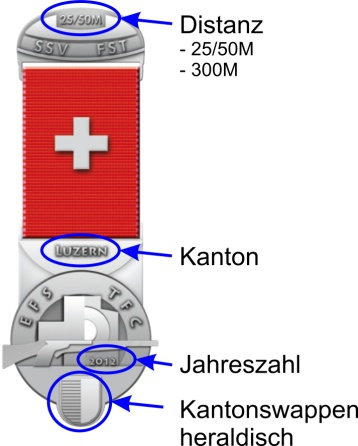 25/50M
SSV FST
Distanz
- 25/50M
- 300M
LUZERN
Kanton
EFS TFC
2012
Jahreszahl
Kantonswappen
heraldisch